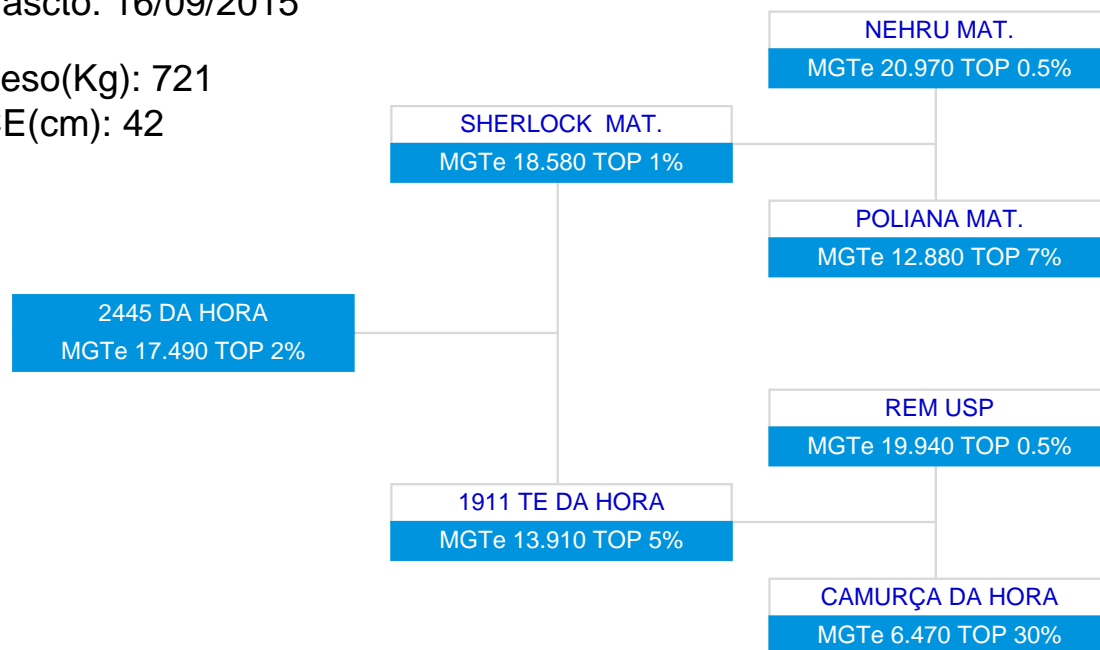 ascto: 16/09/2015
eso(Kg): 721
E(cm): 42
NEHRU MAT.
MGTe 20.970 TOP 0.5%
SHERLOCK MAT.
MGTe 18.580 TOP 1%
POLIANA MAT.
MGTe 12.880 TOP 7%
2445 DA HORA
MGTe 17.490 TOP 2%
REM USP
MGTe 19.940 TOP 0.5%
1911 TE DA HORA
MGTe 13.910 TOP 5%
CAMURÇA DA HORA
MGTe 6.470 TOP 30%